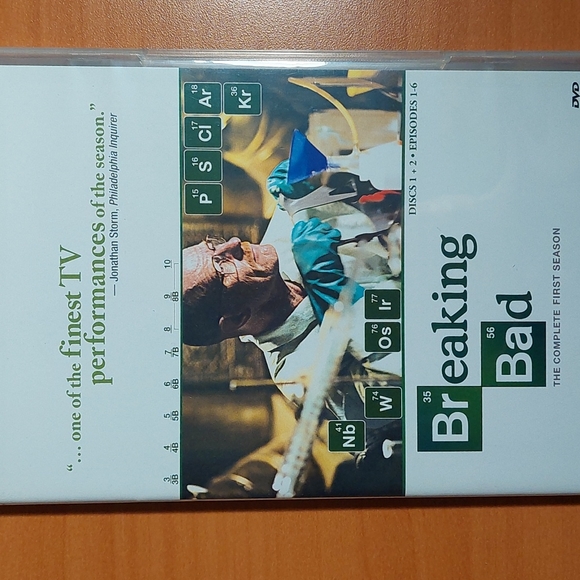 “… one of the finest TV
performances of the season.”
— Jonathan Storm, Philadelphia Inquirer
3 4 5 6 7 8 9 10
3B 4B 5B 6B 7B 8B
15 P 16 S 17 Cl 18 Ar
36 Kr
41 Nb
74 W 76 Os 77 Ir
DISCS 1 + 2 • EPISODES 1-6
35 Breaking
56 Bad
THE COMPLETE FIRST SEASON
DVD